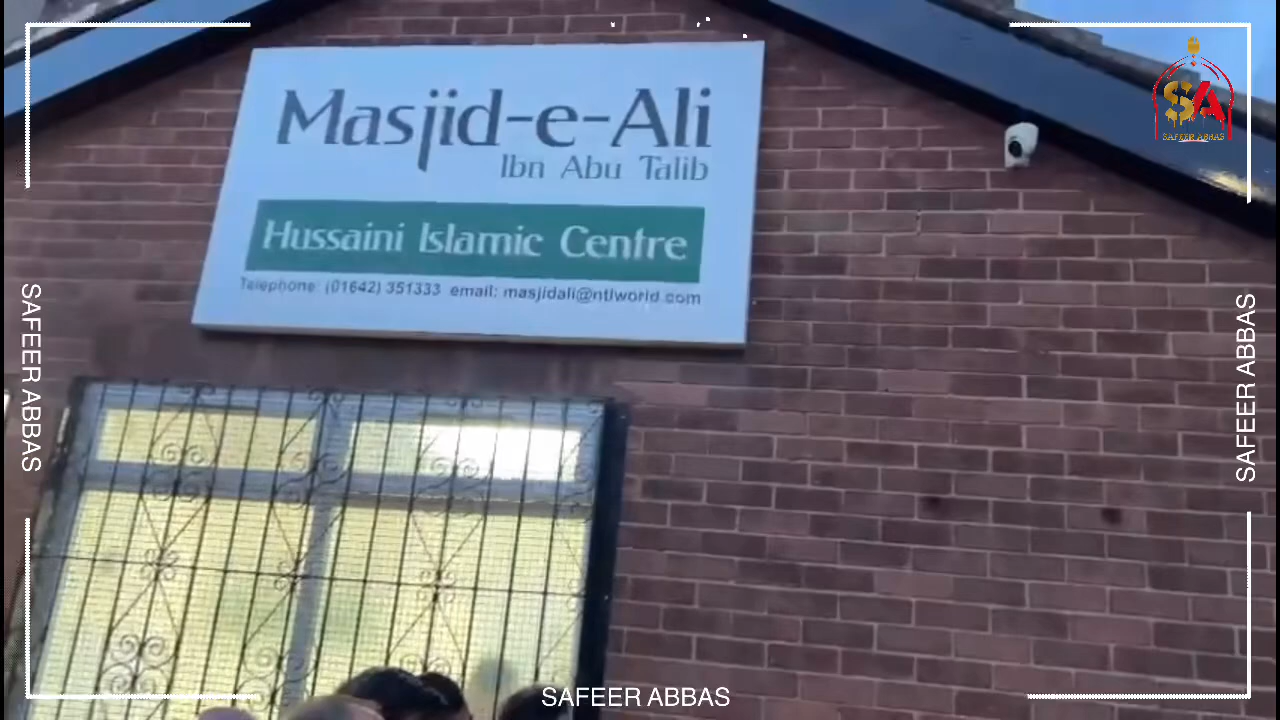 Masjid-e-Ali
Ibn Abu Talib
Hussaini Islamic Centre
Telephone: (01642) 351333 email: masjidali@ntlworld.com
SA
SAFEER ABBAS
SAFEER ABBAS
SAFEER ABBAS
SAFEER ABBAS